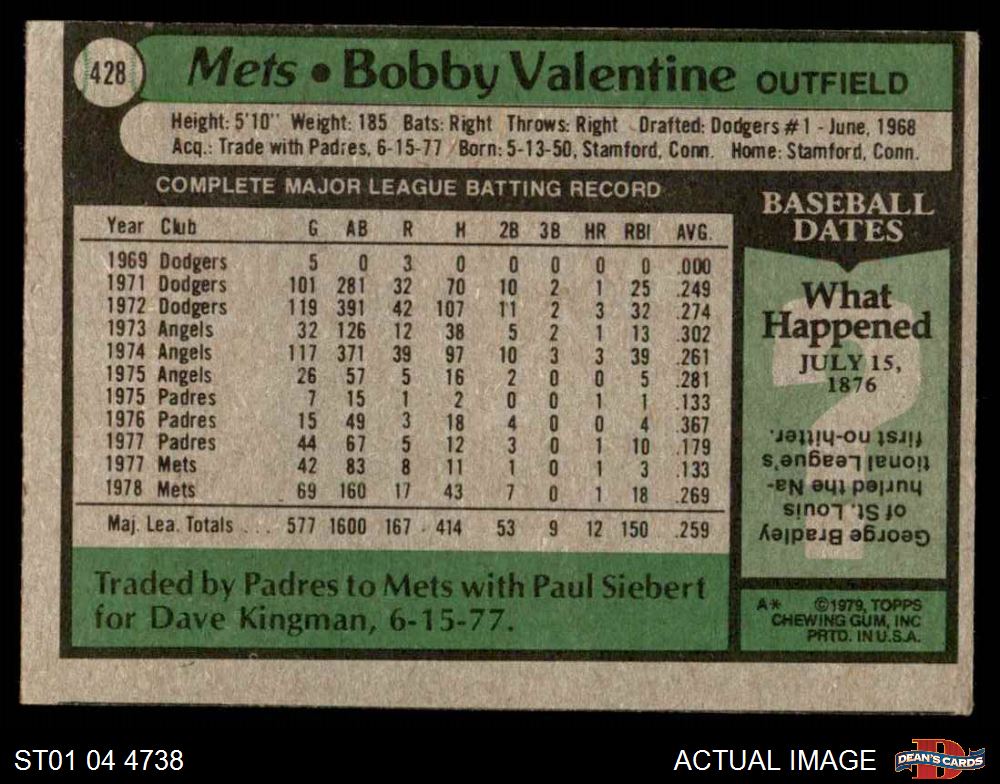 428
Mets • Bobby Valentine OUTFIELD
Height: 5'10" Weight: 185 Bats: Right Throws: Right Drafted: Dodgers #1 - June, 1968
Acq.: Trade with Padres, 6-15-77 Born: 5-13-50, Stamford, Conn. Home: Stamford, Conn.
COMPLETE MAJOR LEAGUE BATTING RECORD
Year Club G AB R H 2B 3B HR RBI AVG.
1969 Dodgers 5 0 3 0 0 0 0 0 .000
1971 Dodgers 101 281 32 70 10 2 1 25 .249
1972 Dodgers 119 391 42 107 11 2 3 32 .274
1973 Angels 32 126 12 38 5 2 1 13 .302
1974 Angels 117 371 39 97 10 3 3 39 .261
1975 Angels 26 57 5 16 2 0 0 5 .281
1975 Padres 7 15 1 2 0 0 1 1 .133
1976 Padres 15 49 3 18 4 0 0 4 .367
1977 Padres 44 67 5 12 3 0 1 10 .179
1977 Mets 42 83 8 11 1 0 1 3 .133
1978 Mets 69 160 17 43 7 0 1 18 .269
Maj. Lea. Totals ... 577 1600 167 414 53 9 12 150 .259
Traded by Padres to Mets with Paul Siebert
for Dave Kingman, 6-15-77.
BASEBALL
DATES
What
Happened
JULY 15,
1876
?
George Bradley
of St. Louis
hurled the Na-
tional League's
first no-hitter.
A* ©1979, TOPPS
CHEWING GUM, INC
PRTD. IN U.S.A.
ST01 04 4738
ACTUAL IMAGE
D
DEAN'S CARDS